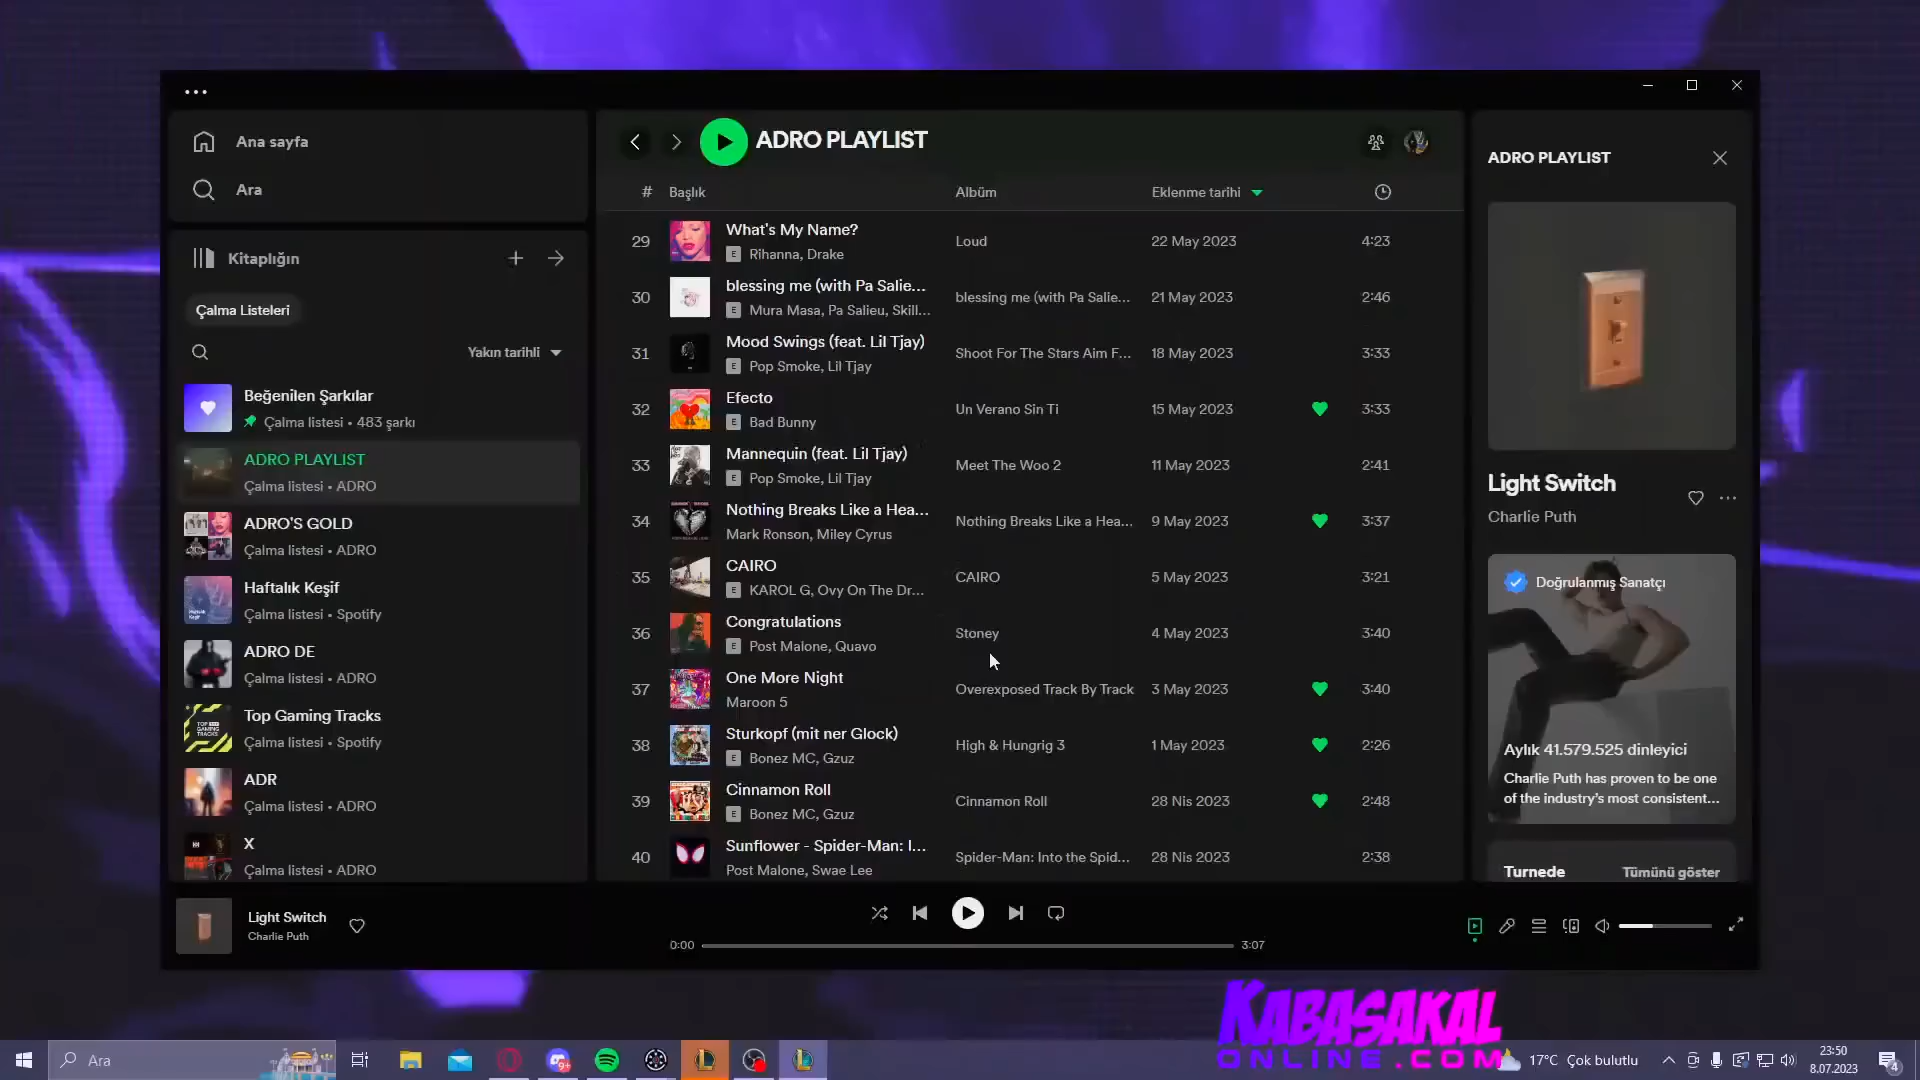 Ana sayfa
Ara
Kitaplığın
Çalma Listeleri
Yakın tarihli
Beğenilen Şarkılar
Çalma listesi • 483 şarkı
ADRO PLAYLIST
Çalma listesi • ADRO
ADRO'S GOLD
Çalma listesi • ADRO
Haftalık Keşif
Çalma listesi • Spotify
ADRO DE
Çalma listesi • ADRO
Top Gaming Tracks
Çalma listesi • Spotify
ADR
Çalma listesi • ADRO
X
Çalma listesi • ADRO
ADRO PLAYLIST
# Başlık Albüm Eklenme tarihi
29 What's My Name? Loud 22 May 2023 4:23
E Rihanna, Drake
30 blessing me (with Pa Salie... blessing me (with Pa Salie... 21 May 2023 2:46
E Mura Masa, Pa Salieu, Skill...
31 Mood Swings (feat. Lil Tjay) Shoot For The Stars Aim F... 18 May 2023 3:33
E Pop Smoke, Lil Tjay
32 Efecto Un Verano Sin Ti 15 May 2023 3:33
E Bad Bunny
33 Mannequin (feat. Lil Tjay) Meet The Woo 2 11 May 2023 2:41
E Pop Smoke, Lil Tjay
34 Nothing Breaks Like a Hea... Nothing Breaks Like a Hea... 9 May 2023 3:37
Mark Ronson, Miley Cyrus
35 CAIRO CAIRO 5 May 2023 3:21
E KAROL G, Ovy On The Dr...
36 Congratulations Stoney 4 May 2023 3:40
E Post Malone, Quavo
37 One More Night Overexposed Track By Track 3 May 2023 3:40
Maroon 5
38 Sturkopf (mit ner Glock) High & Hungrig 3 1 May 2023 2:26
E Bonez MC, Gzuz
39 Cinnamon Roll Cinnamon Roll 28 Nis 2023 2:48
E Bonez MC, Gzuz
40 Sunflower - Spider-Man: I... Spider-Man: Into the Spid... 28 Nis 2023 2:38
Post Malone, Swae Lee
ADRO PLAYLIST
Light Switch
Charlie Puth
Doğrulanmış Sanatçı
Aylık 41.579.525 dinleyici
Charlie Puth has proven to be one
of the industry's most consistent...
Turnede Tümünü göster
Light Switch
Charlie Puth
0:00 3:07
KABASAKAL
ONLINE.COM
Ara
TOP
GAMING
TRACKS
Haftalık
Keşif
9+
17°C Çok bulutlu
23:50
8.07.2023
4